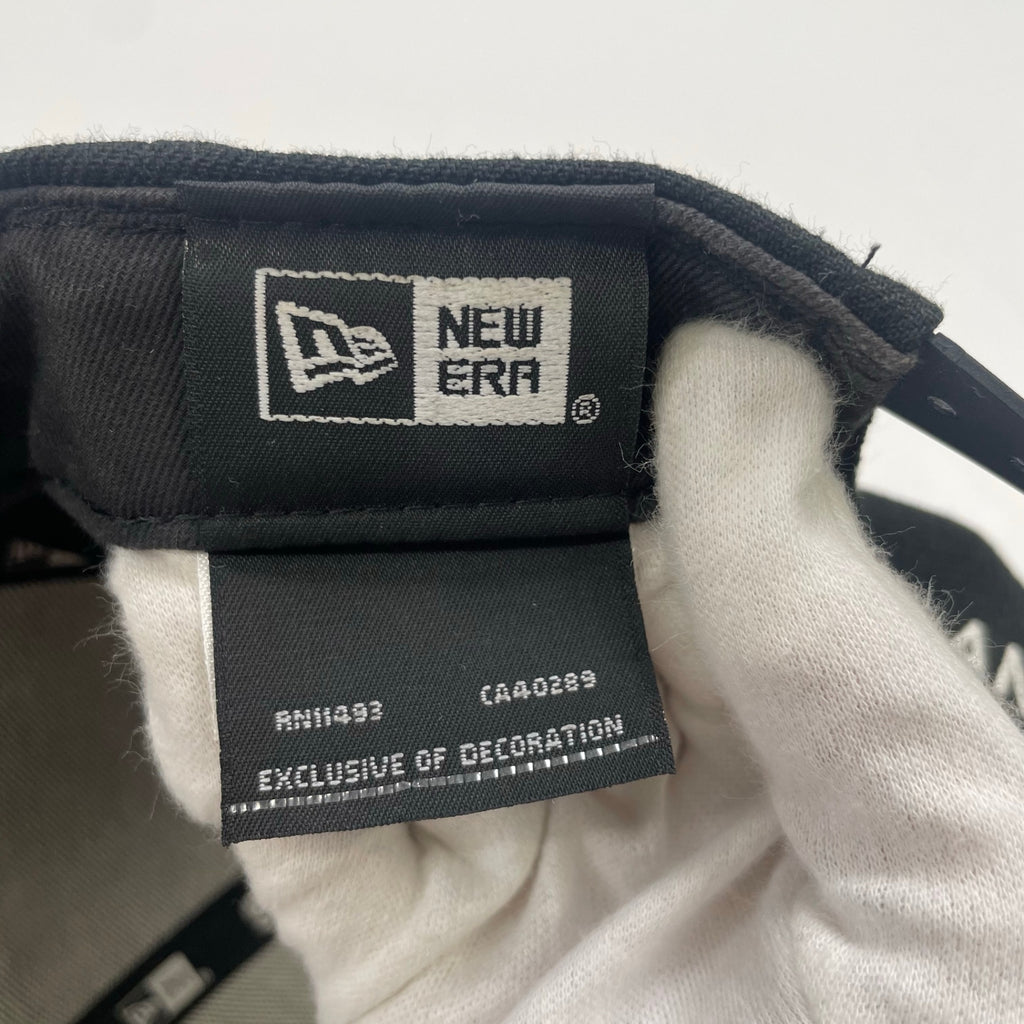 NEW
ERA
®
RN11493 CA40289
EXCLUSIVE OF DECORATION